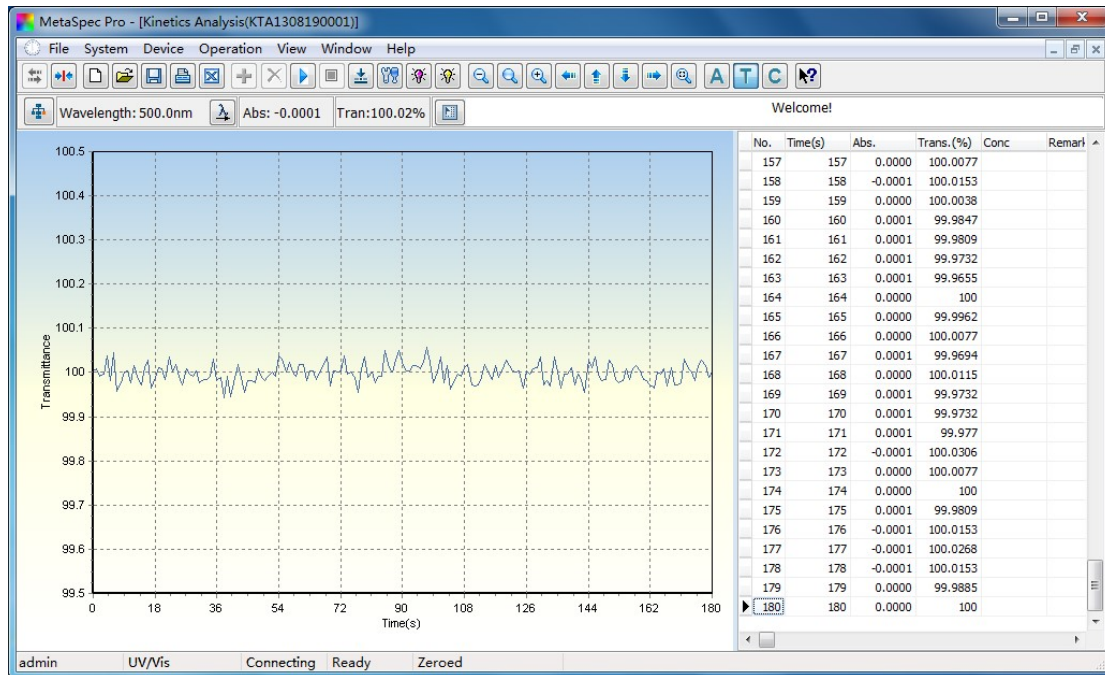 MetaSpec Pro - [Kinetics Analysis(KTA1308190001)]
File System Device Operation View Window Help
A T C
Wavelength: 500.0nm λ Abs: -0.0001 Tran:100.02% Welcome!
100.5
100.4
100.3
100.2
100.1
100
99.9
99.8
99.7
99.6
99.5
Transmittance
0 18 36 54 72 90 108 126 144 162 180
Time(s)
No. Time(s) Abs. Trans.(%) Conc Remark
157 157 0.0000 100.0077
158 158 -0.0001 100.0153
159 159 0.0000 100.0038
160 160 0.0001 99.9847
161 161 0.0001 99.9809
162 162 0.0001 99.9732
163 163 0.0001 99.9655
164 164 0.0000 100
165 165 0.0000 99.9962
166 166 0.0000 100.0077
167 167 0.0001 99.9694
168 168 0.0000 100.0115
169 169 0.0001 99.9732
170 170 0.0001 99.9732
171 171 0.0001 99.977
172 172 -0.0001 100.0306
173 173 0.0000 100.0077
174 174 0.0000 100
175 175 0.0001 99.9809
176 176 -0.0001 100.0153
177 177 -0.0001 100.0268
178 178 -0.0001 100.0153
179 179 0.0000 99.9885
180 180 0.0000 100
admin UV/Vis Connecting Ready Zeroed